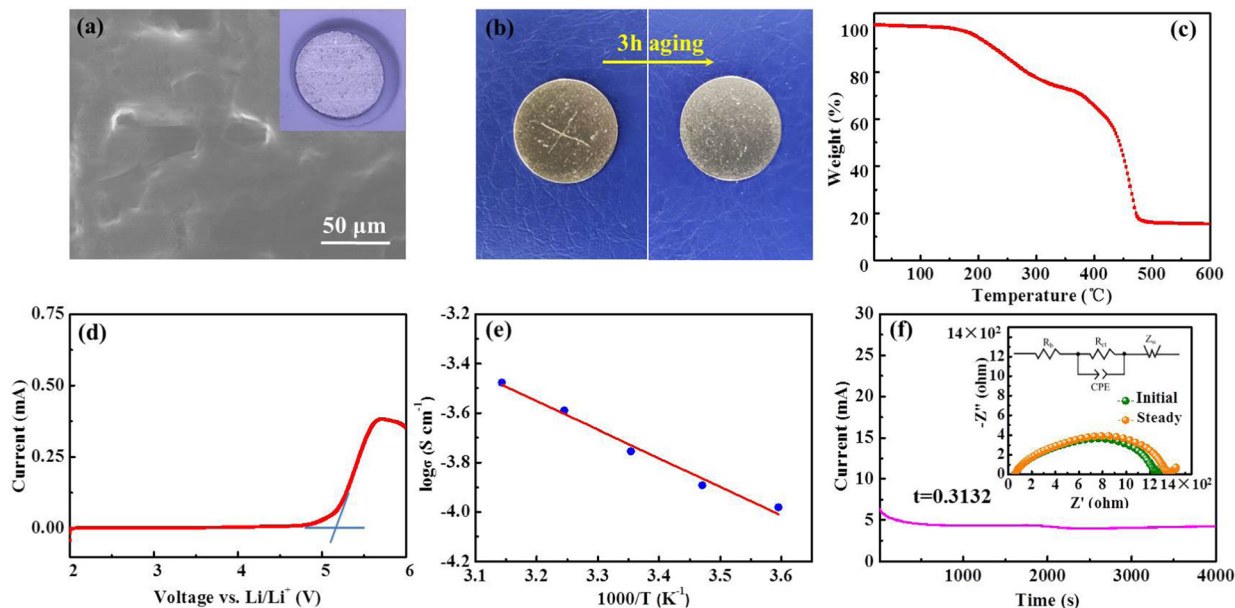 (a)
50 μm
(b)
3h aging
(c)
Weight (%)
100
80
60
40
20
0
100
200
300
400
500
600
Temperature (℃)
(d)
Current (mA)
0.75
0.50
0.25
0.00
2
3
4
5
6
Voltage vs. Li/Li⁺ (V)
(e)
logσ (S cm⁻¹)
-3.2
-3.4
-3.6
-3.8
-4.0
-4.2
3.1
3.2
3.3
3.4
3.5
3.6
1000/T (K⁻¹)
(f)
Current (mA)
30
25
20
15
10
5
0
1000
2000
3000
4000
Time (s)
t=0.3132
14×10²
12
10
8
6
4
2
0
-Z'' (ohm)
Rb
Rct
Zw
CPE
Initial
Steady
0
2
4
6
8
10
12
14×10²
Z' (ohm)